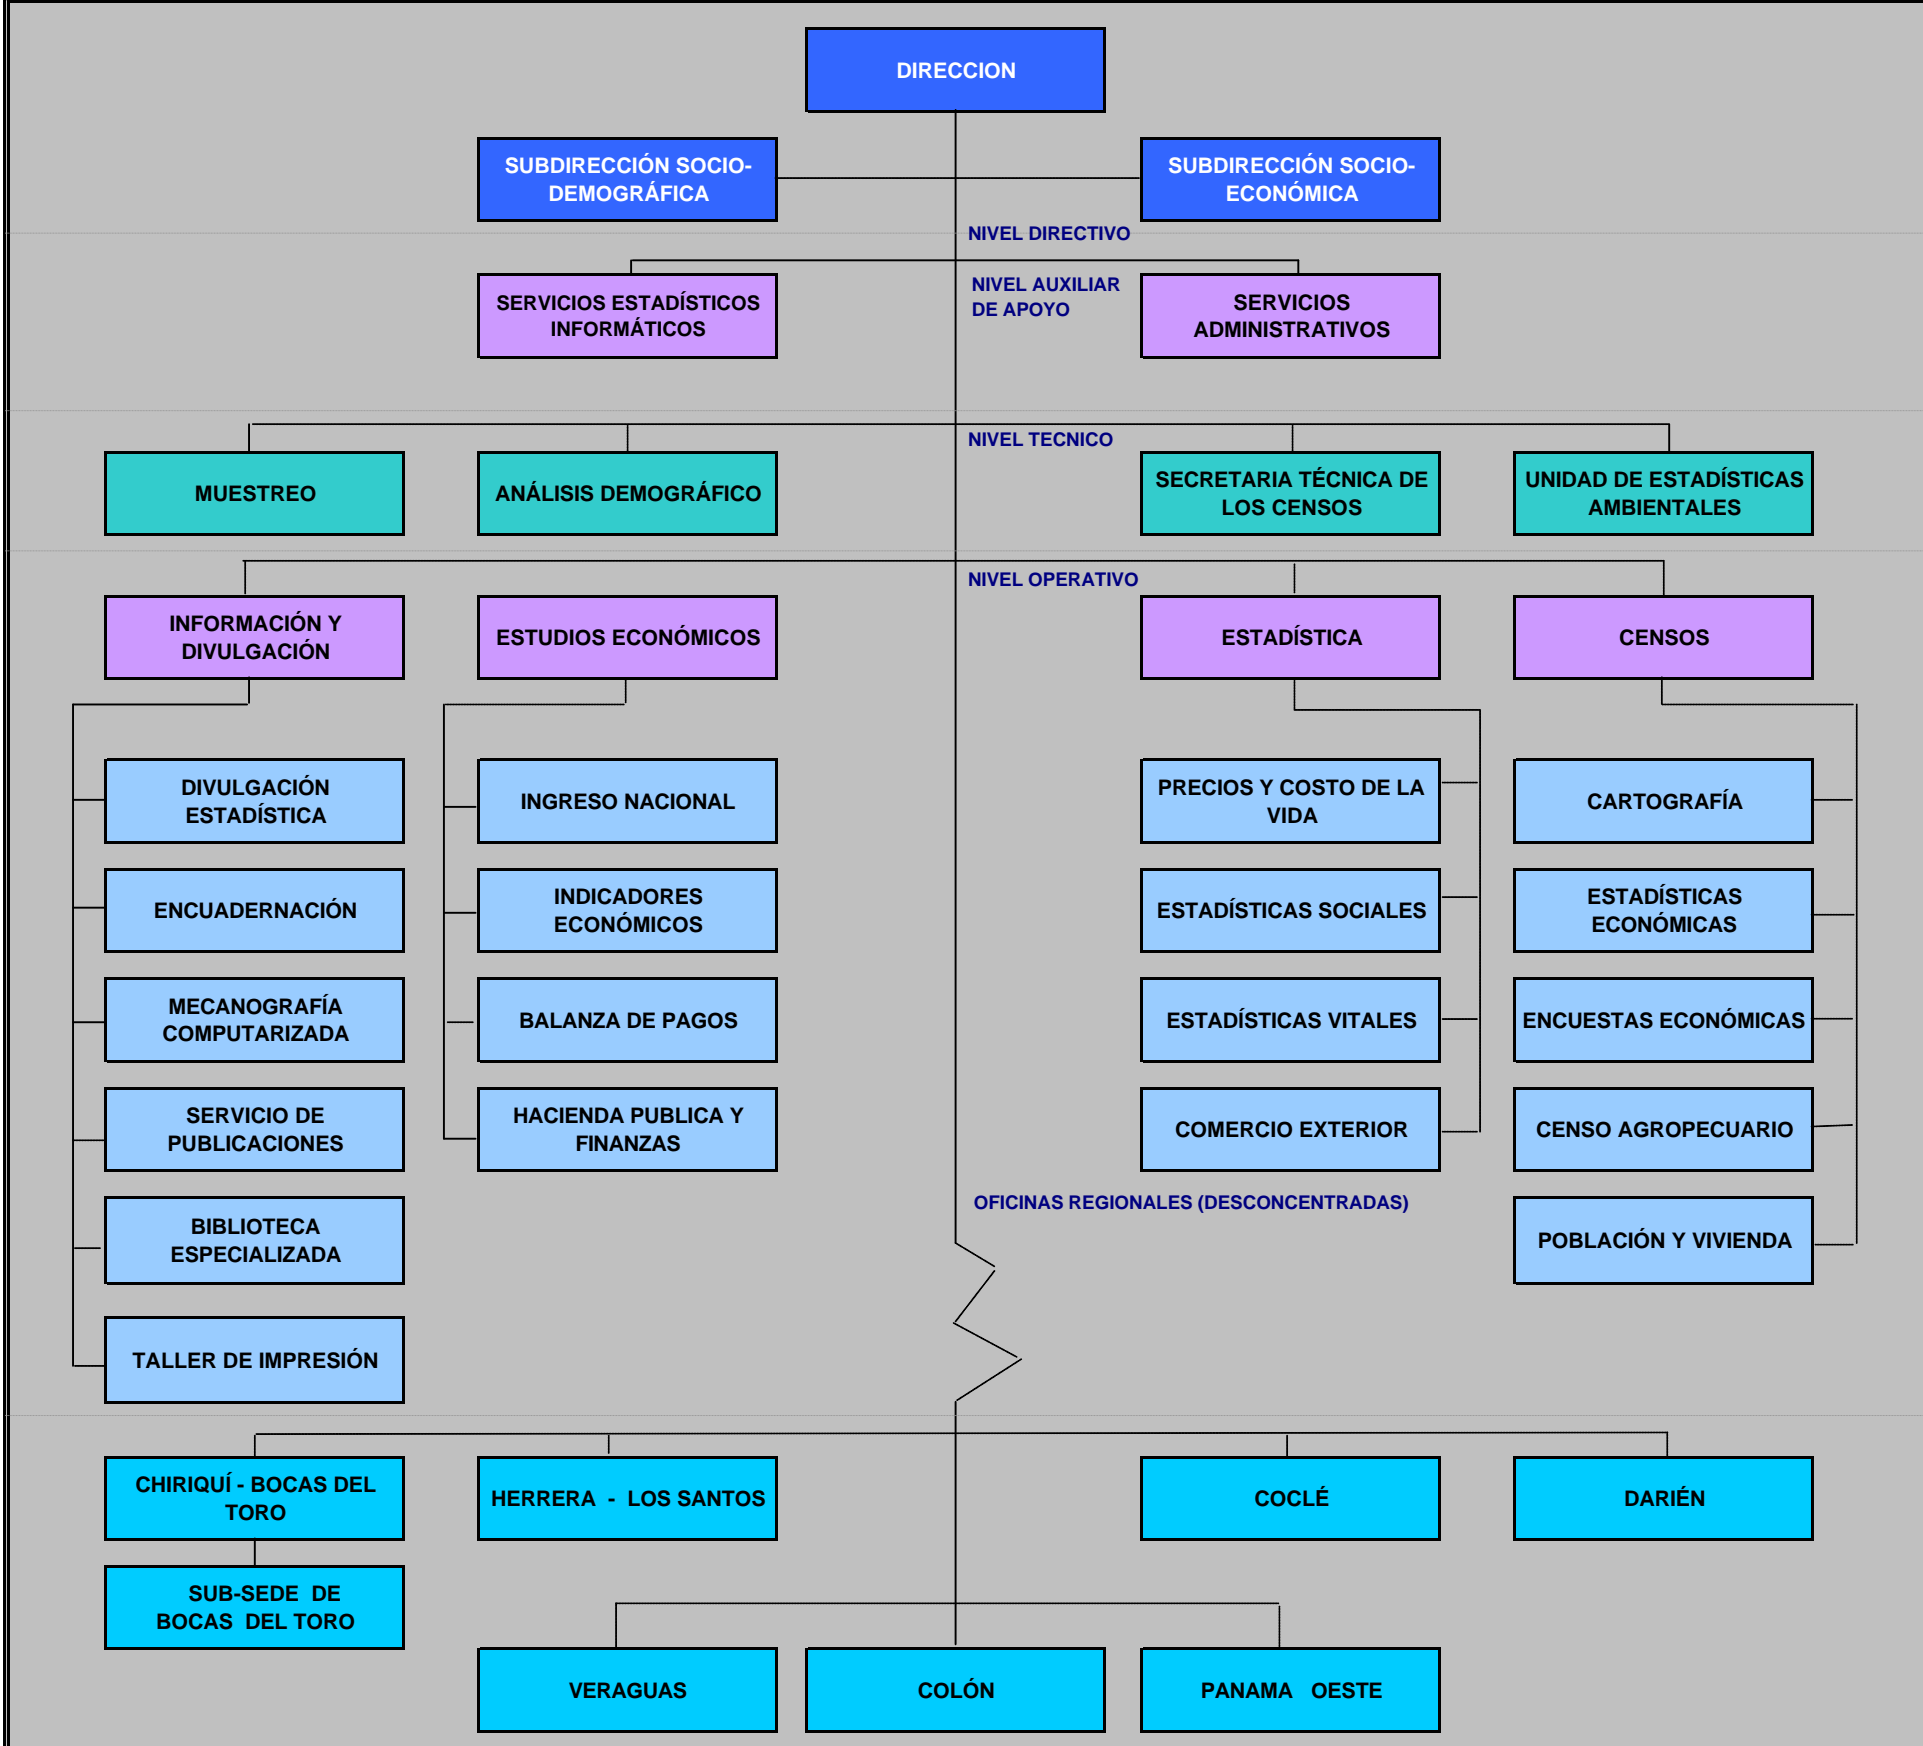 DIRECCION
SUBDIRECCIÓN SOCIO-
DEMOGRÁFICA
SUBDIRECCIÓN SOCIO-
ECONÓMICA
NIVEL DIRECTIVO
SERVICIOS ESTADÍSTICOS
INFORMÁTICOS
NIVEL AUXILIAR
DE APOYO
SERVICIOS
ADMINISTRATIVOS
NIVEL TECNICO
MUESTREO
ANÁLISIS DEMOGRÁFICO
SECRETARIA TÉCNICA DE
LOS CENSOS
UNIDAD DE ESTADÍSTICAS
AMBIENTALES
NIVEL OPERATIVO
INFORMACIÓN Y
DIVULGACIÓN
ESTUDIOS ECONÓMICOS
ESTADÍSTICA
CENSOS
DIVULGACIÓN
ESTADÍSTICA
INGRESO NACIONAL
PRECIOS Y COSTO DE LA
VIDA
CARTOGRAFÍA
ENCUADERNACIÓN
INDICADORES
ECONÓMICOS
ESTADÍSTICAS SOCIALES
ESTADÍSTICAS
ECONÓMICAS
MECANOGRAFÍA
COMPUTARIZADA
BALANZA DE PAGOS
ESTADÍSTICAS VITALES
ENCUESTAS ECONÓMICAS
SERVICIO DE
PUBLICACIONES
HACIENDA PUBLICA Y
FINANZAS
COMERCIO EXTERIOR
CENSO AGROPECUARIO
OFICINAS REGIONALES (DESCONCENTRADAS)
BIBLIOTECA
ESPECIALIZADA
POBLACIÓN Y VIVIENDA
TALLER DE IMPRESIÓN
CHIRIQUÍ - BOCAS DEL
TORO
HERRERA - LOS SANTOS
COCLÉ
DARIÉN
SUB-SEDE DE
BOCAS DEL TORO
VERAGUAS
COLÓN
PANAMA OESTE